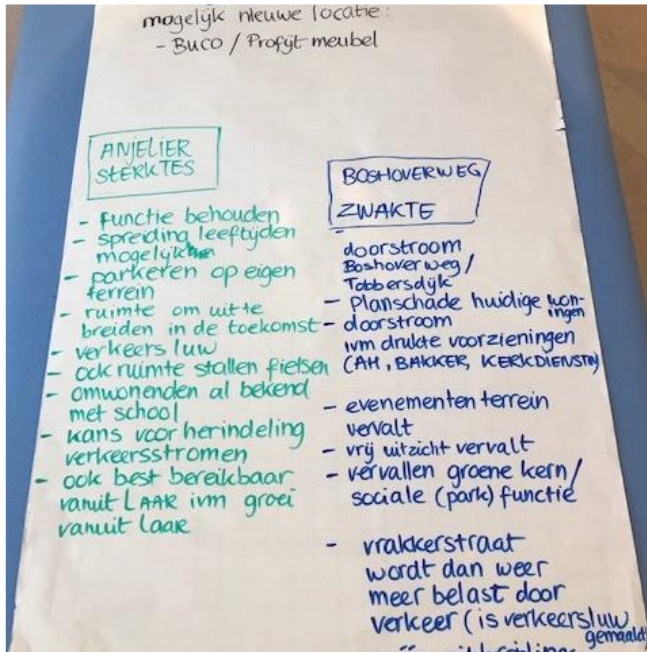 mogelijk nieuwe locatie:
- BUCO / Profijt meubel
ANJELIER
STERKTES
- functie behouden
- spreiding leeftijden
mogelijk
- parkeren op eigen
terrein
- ruimte om uit te
breiden in de toekomst
- verkeers luw
- ook ruimte stallen fietsen
- omwonenden al bekend
met school
- kans voor herindeling
verkeersstromen
- ook best bereikbaar
vanuit LAAR ivm groei
vanuit laar
BOSHOVERWEG
ZWAKTE
-
doorstroom
Boshoverweg /
Tobbersdijk
- Planschade huidige won-
ingen
- doorstroom
ivm drukte voorzieningen
(AH, BAKKER, KERKDIENSTEN)
- evenementen terrein
vervalt
- vrij uitzicht vervalt
- vervallen groene kern /
sociale (park) functie
- vrakkerstraat
wordt dan weer
meer belast door
verkeer (is verkeersluw
gemaakt)